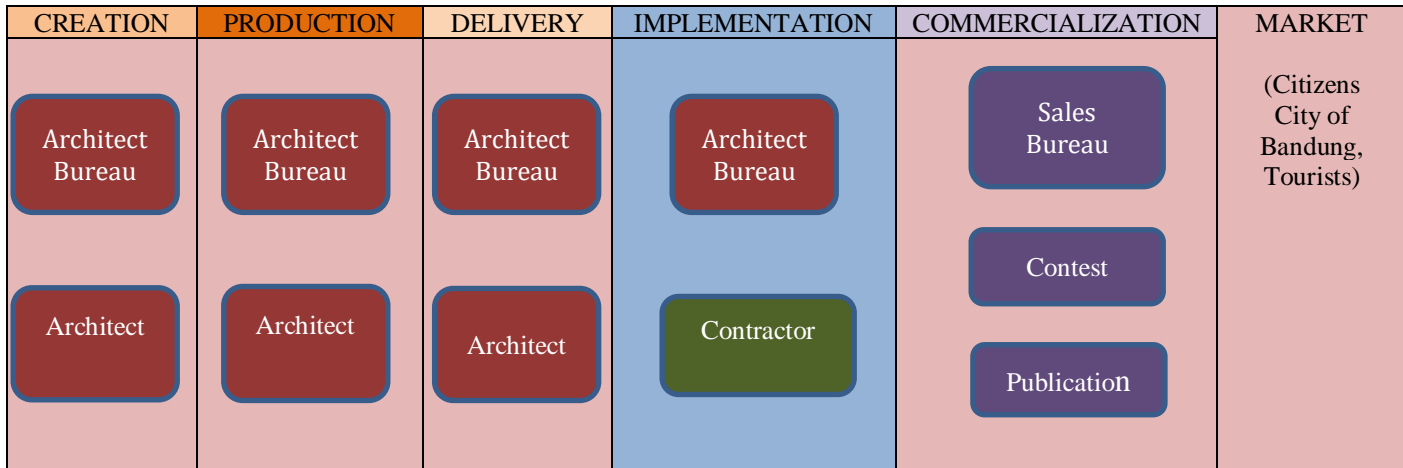 CREATION
PRODUCTION
DELIVERY
IMPLEMENTATION
COMMERCIALIZATION
MARKET
Architect
Bureau
Architect
Bureau
Architect
Bureau
Architect
Bureau
Sales
Bureau
(Citizens
City of
Bandung,
Tourists)
Architect
Architect
Architect
Contractor
Contest
Publication